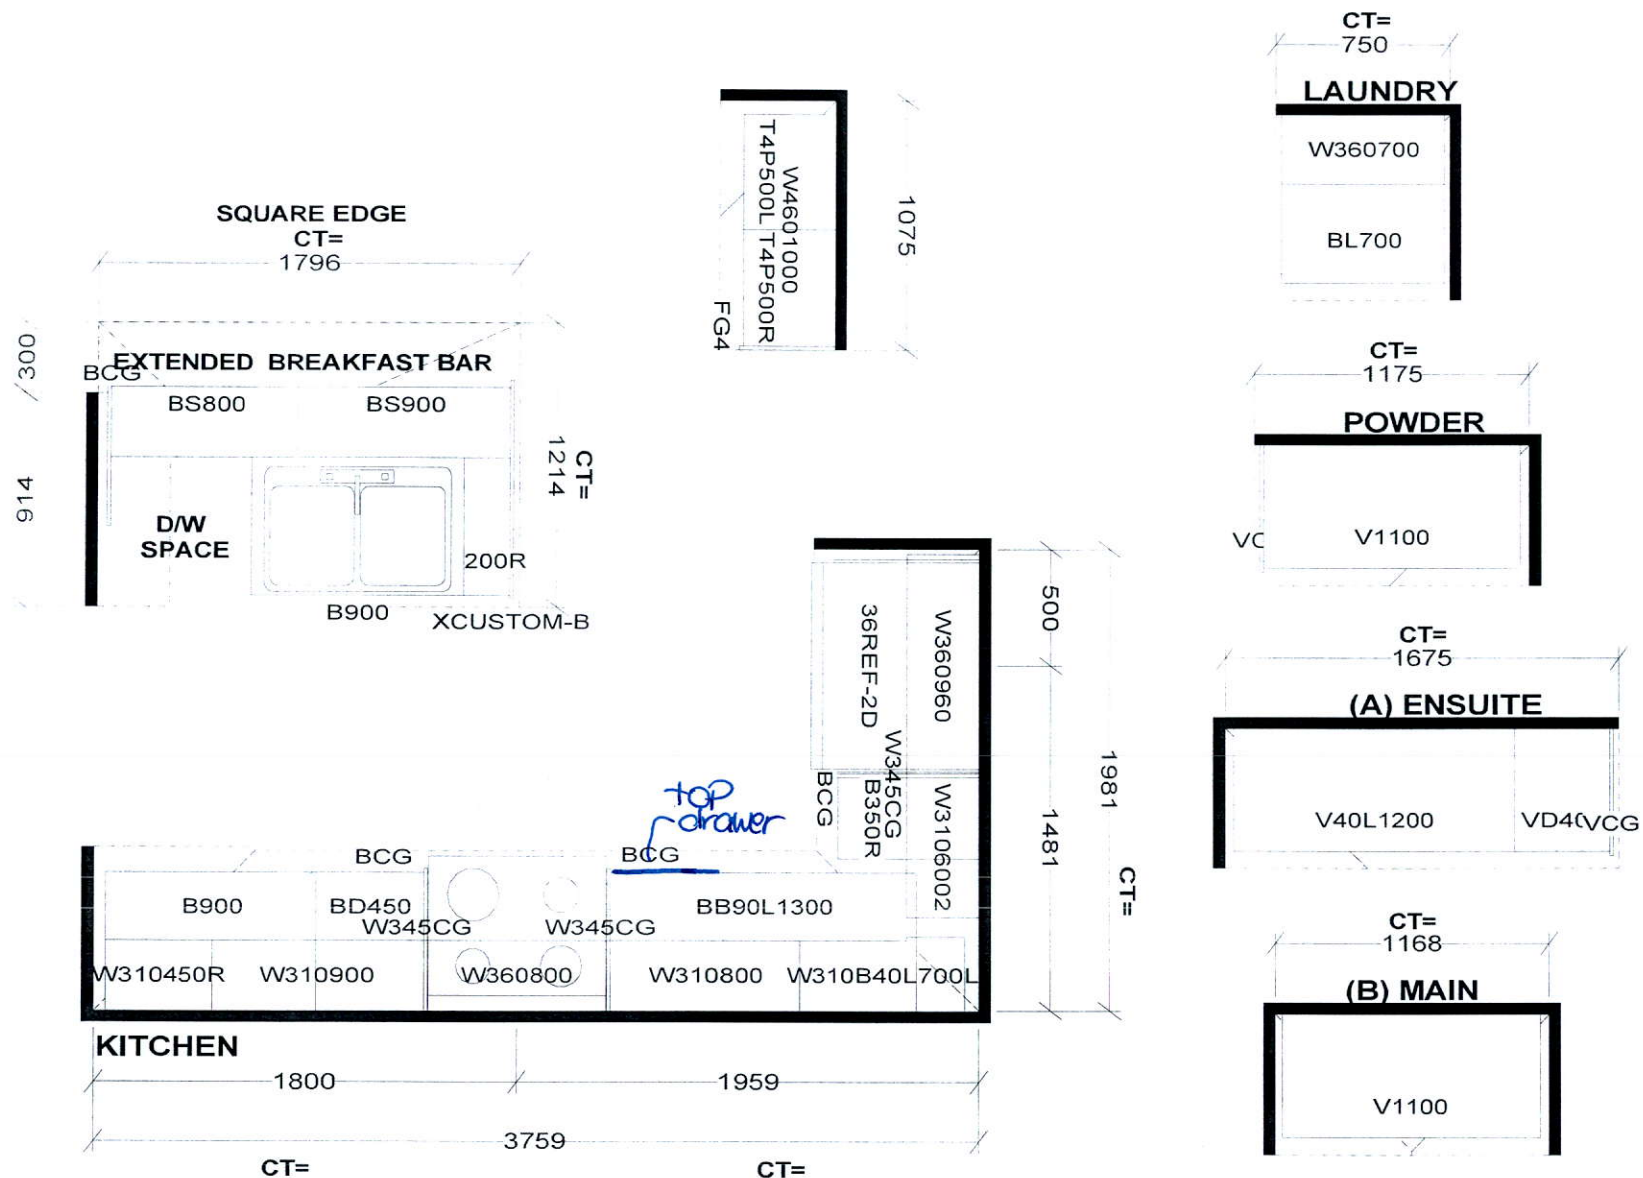 SQUARE EDGE
CT=
1796
300
914
EXTENDED BREAKFAST BAR
BCG
BS800
BS900
D/W
SPACE
200R
B900
XCUSTOM-B
CT=
1214
T4P500L T4P500R
W4601000
FG4
1075
36REF-2D
W360960
W345CG
B350R
BCG
W3106002
500
1481
1981
CT=
top
drawer
BCG
BCG
B900
BD450
BB90L1300
W345CG
W345CG
W310450R
W310900
W360800
W310800
W310B40L700L
KITCHEN
1800
1959
3759
CT=
CT=
CT=
750
LAUNDRY
W360700
BL700
CT=
1175
POWDER
VC
V1100
CT=
1675
(A) ENSUITE
V40L1200
VD40
VCG
CT=
1168
(B) MAIN
V1100